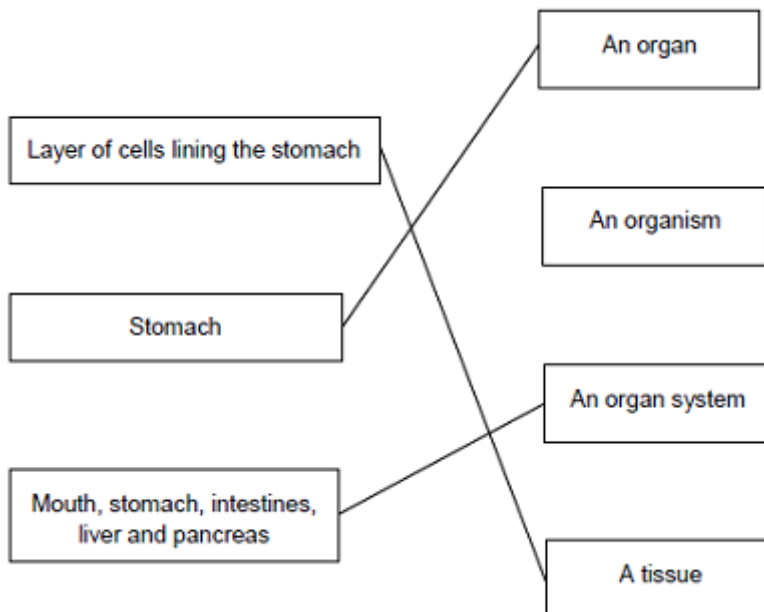 An organ
Layer of cells lining the stomach
An organism
Stomach
An organ system
Mouth, stomach, intestines,
liver and pancreas
A tissue